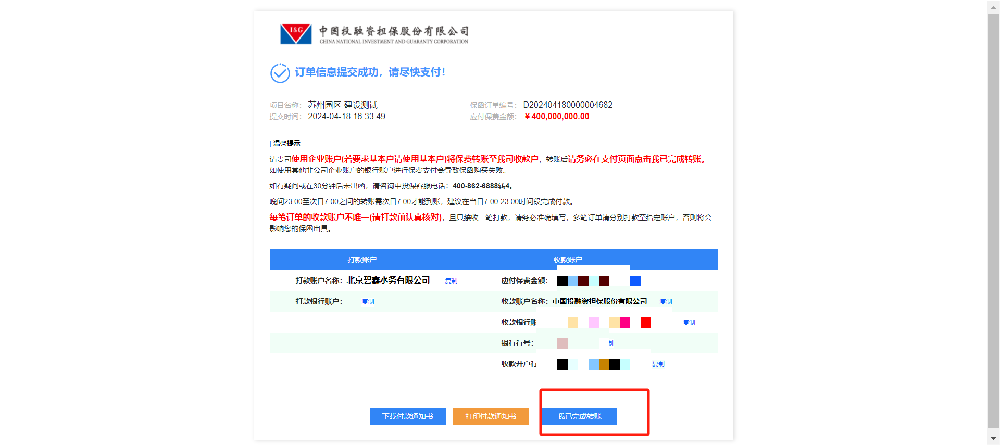 I&G 中国投融资担保股份有限公司
CHINA NATIONAL INVESTMENT AND GUARANTY CORPORATION
订单信息提交成功，请尽快支付！
项目名称： 苏州园区-建设测试 保函订单编号： D202404180000004682
提交时间： 2024-04-18 16:33:49 应付保费金额： ￥400,000,000.00
| 温馨提示
请贵司使用企业账户(若要求基本户请使用基本户)将保费转账至我司收款户，转账后请务必在支付页面点击我已完成转账。
如使用其他非公司企业账户的银行账户进行保费支付会导致保函购买失败。
如有疑问或在30分钟后未出函，请咨询中投保客服电话：400-862-6888转4。
晚间23:00至次日7:00之间的转账需次日7:00才能到账，建议在当日7:00-23:00时间段完成付款。
每笔订单的收款账户不唯一(请打款前认真核对)，且只接收一笔打款，请务必准确填写，多笔订单请分别打款至指定账户，否则将会
影响您的保函出具。
打款账户 收款账户
打款账户名称：北京碧鑫水务有限公司 复制 应付保费金额：
打款银行账户： 复制 收款账户名称：中国投融资担保股份有限公司 复制
收款银行账 复制
银行行号： 制
收款开户行 复制
下载付款通知书 打印付款通知书 我已完成转账